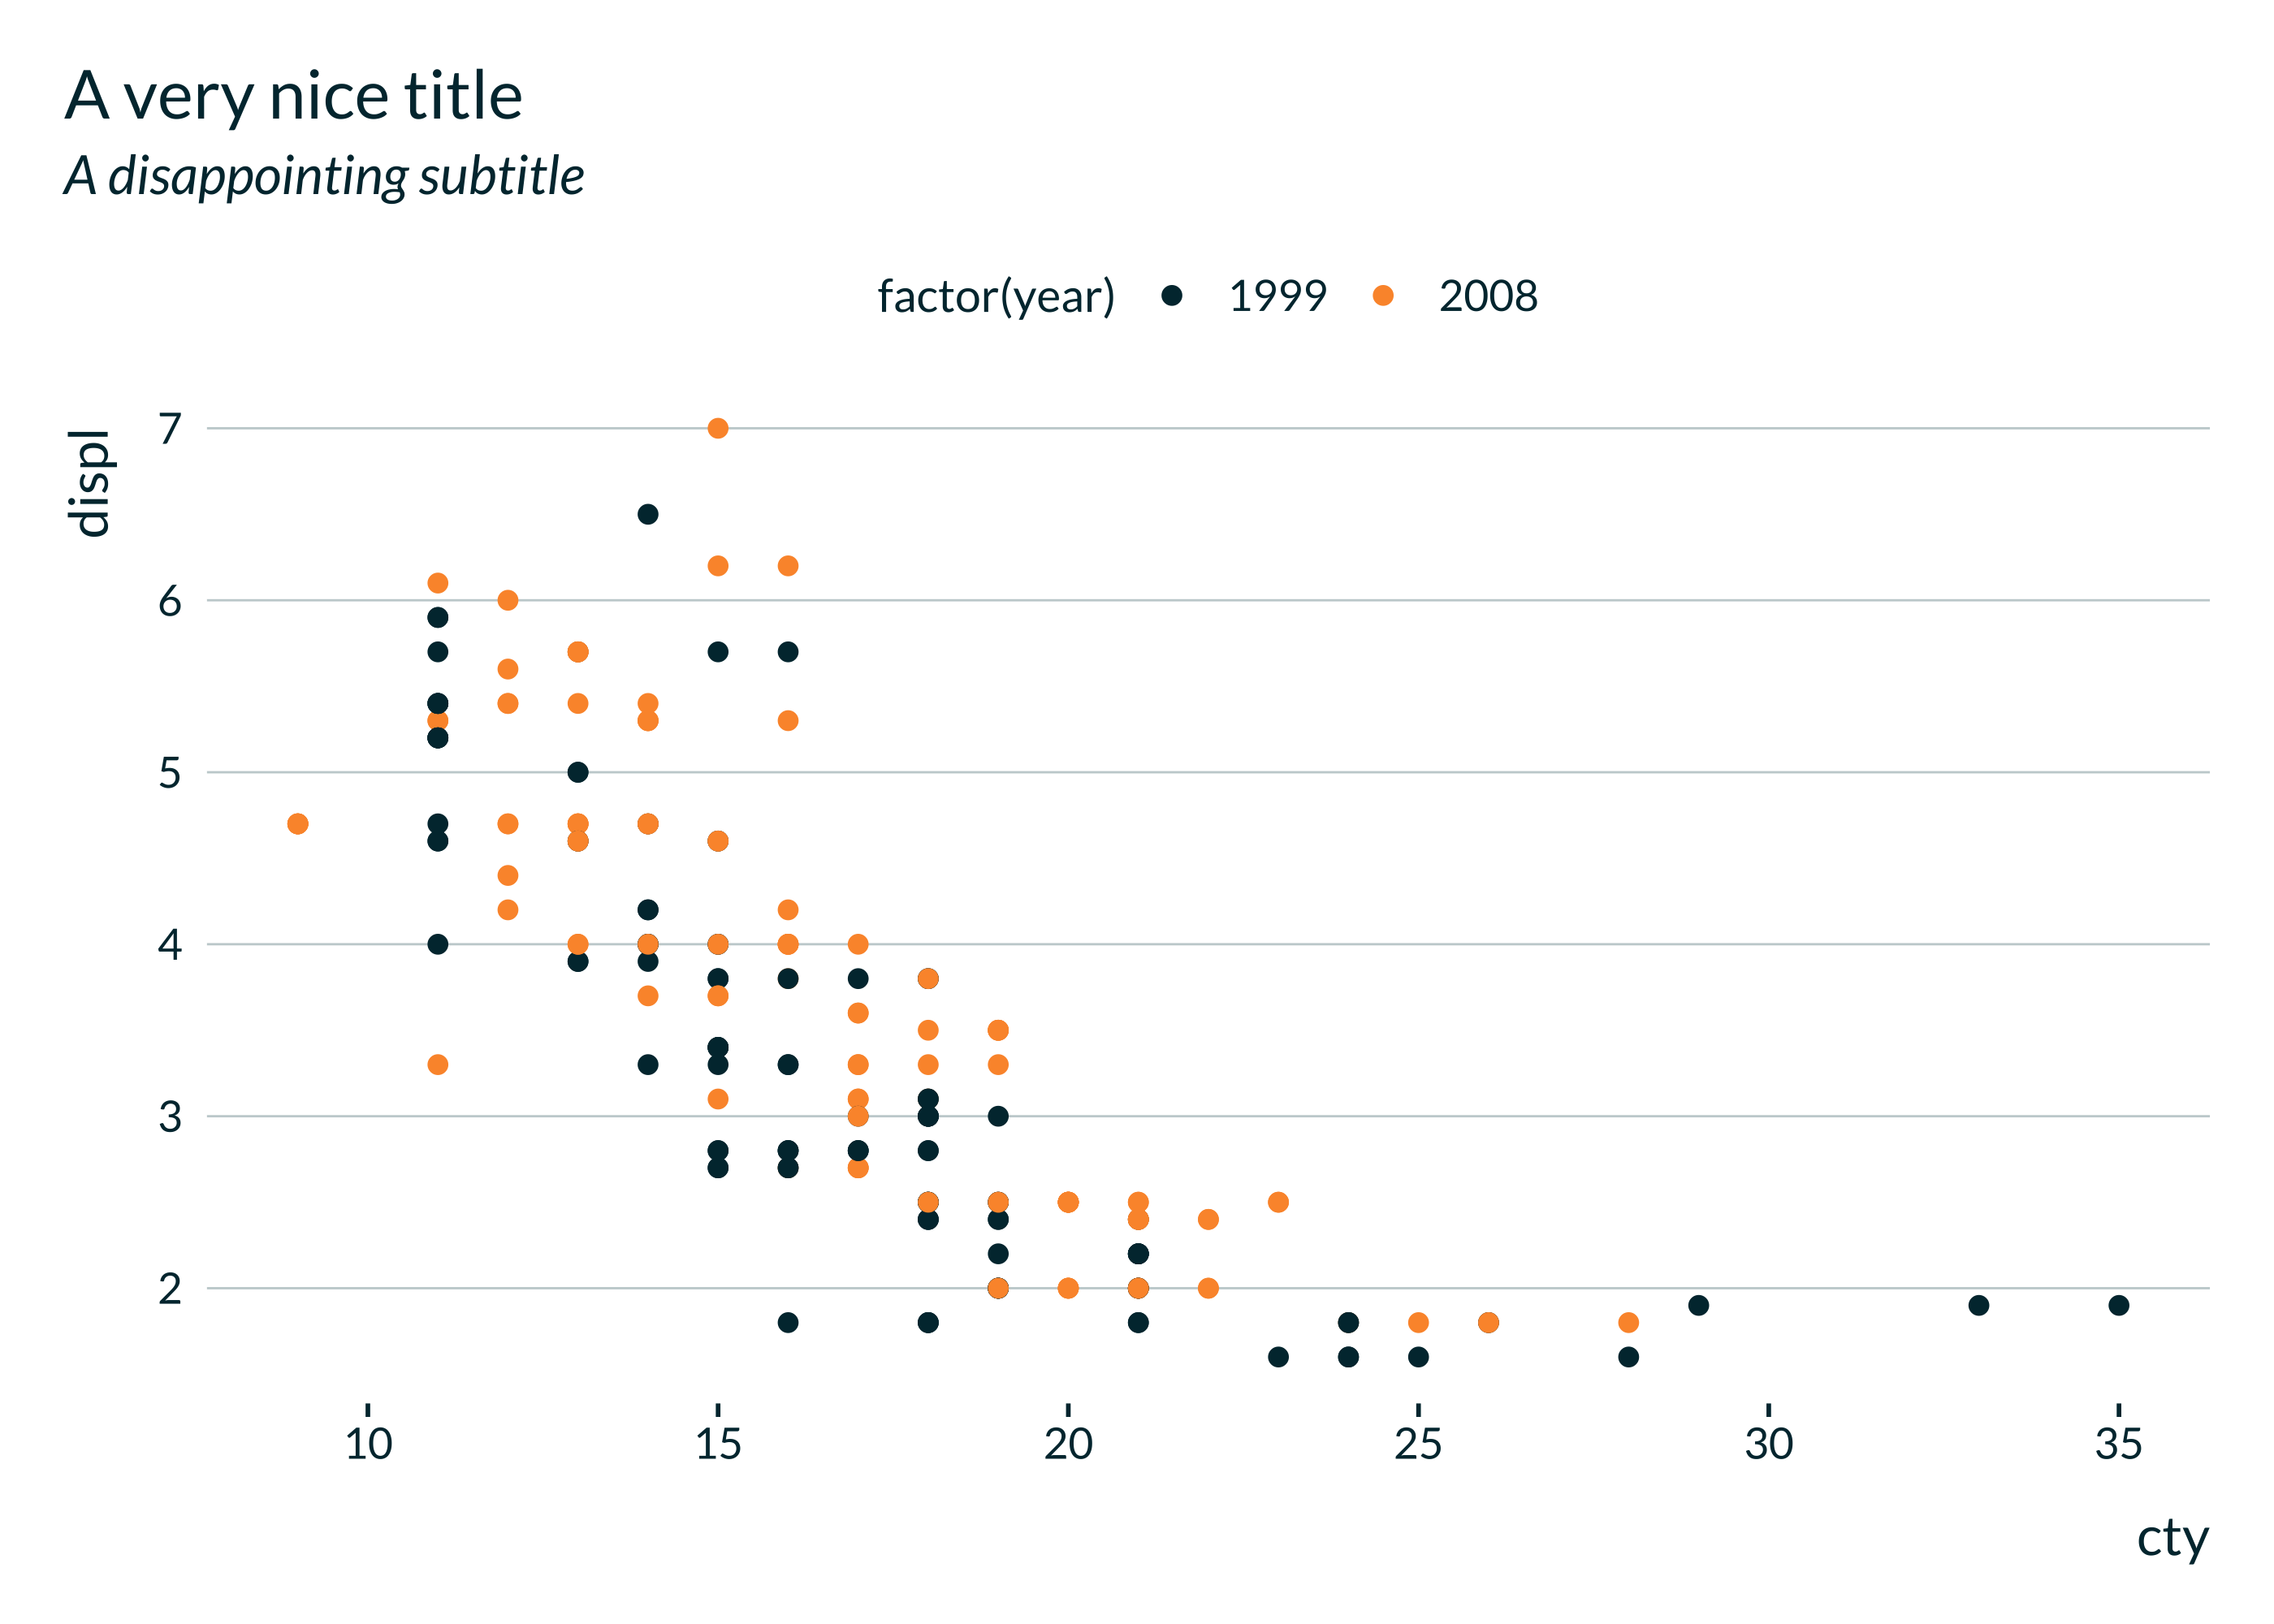 A very nice title
A disappointing subtitle
factor(year) 1999 2008
displ
7
6
5
4
3
2
10 15 20 25 30 35
cty